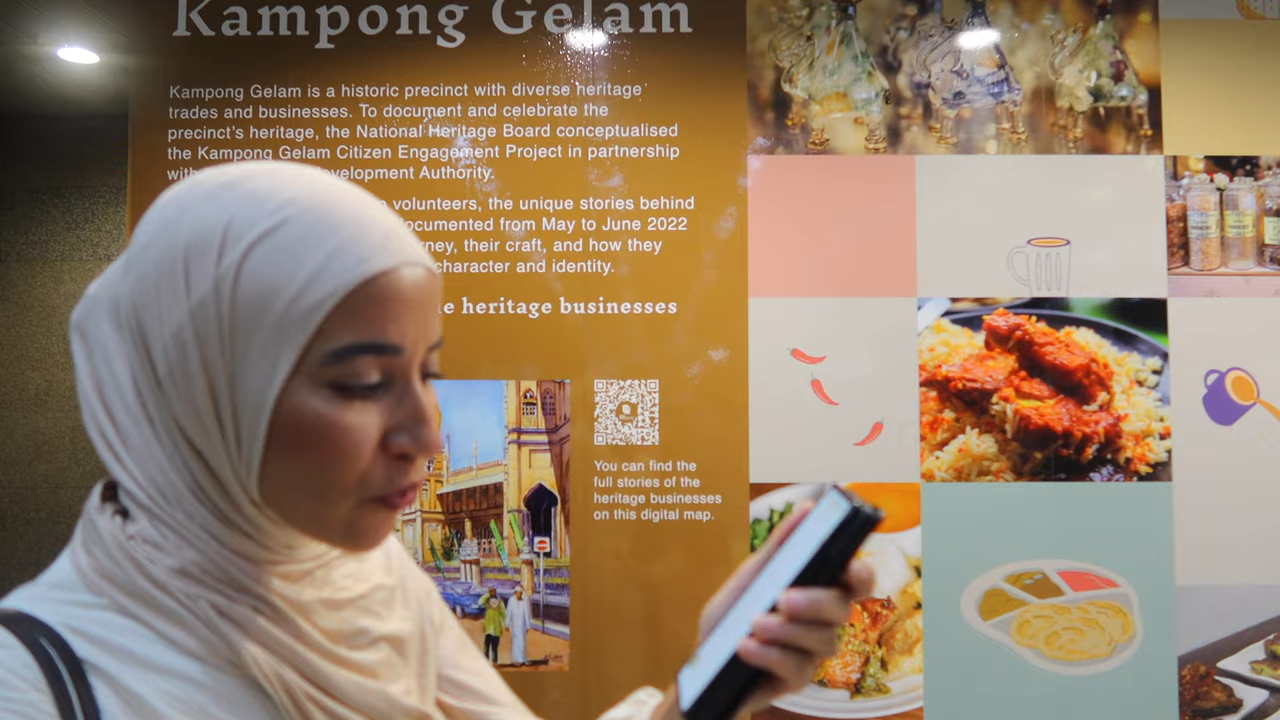 Kampong Gelam
Kampong Gelam is a historic precinct with diverse heritage
trades and businesses. To document and celebrate the
precinct's heritage, the National Heritage Board conceptualised
the Kampong Gelam Citizen Engagement Project in partnership
Development Authority.
volunteers, the unique stories behind
documented from May to June 2022
their craft, and how they
character and identity.
heritage businesses
You can find the
full stories of the
heritage businesses
on this digital map.